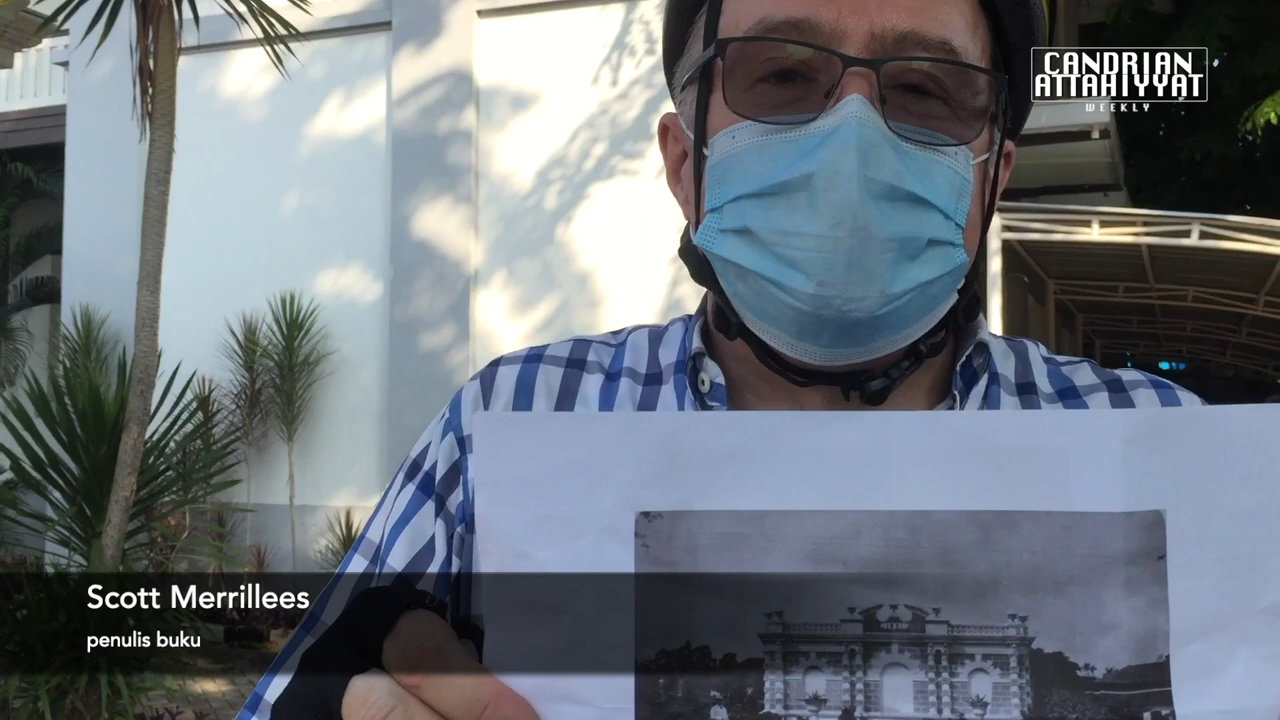 CANDRIAN
ATTAHIYYAT
WEEKLY
Scott Merrillees
penulis buku